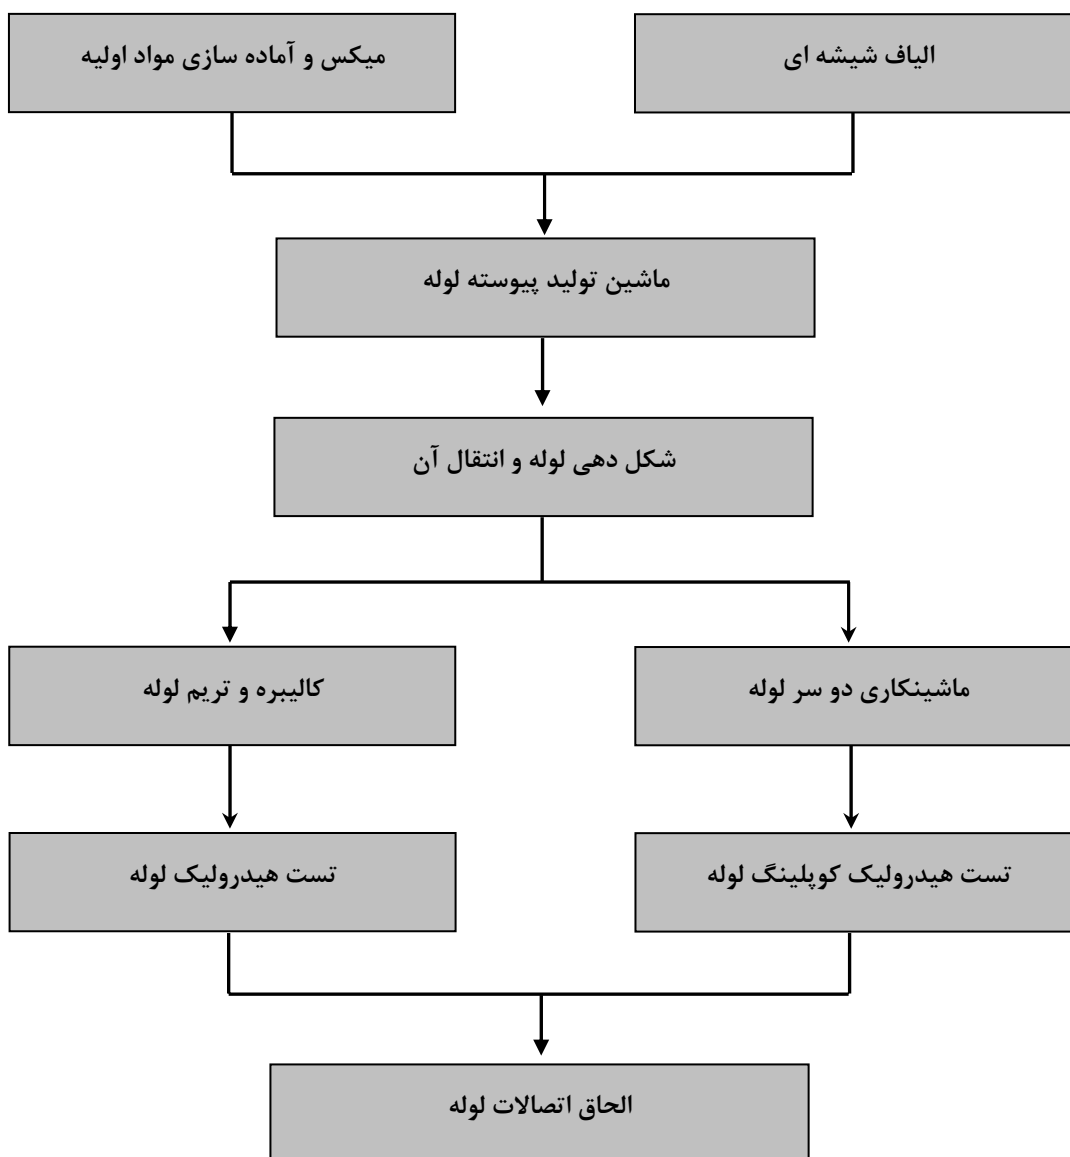 الیاف شیشه ای
میکس و آماده سازی مواد اولیه
ماشین تولید پیوسته لوله
شکل دهی لوله و انتقال آن
ماشینکاری دو سر لوله
کالیبره و تریم لوله
تست هیدرولیک کوپلینگ لوله
تست هیدرولیک لوله
الحاق اتصالات لوله